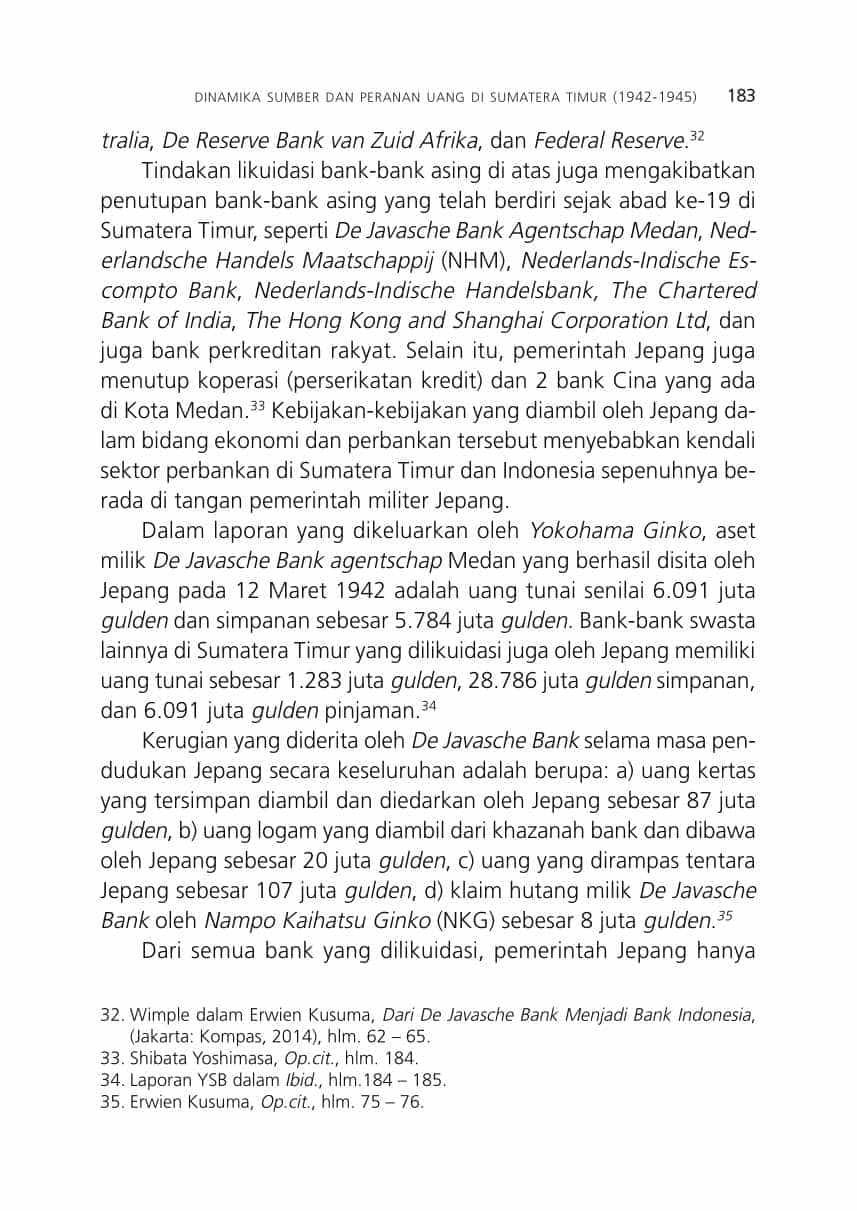 DINAMIKA SUMBER DAN PERANAN UANG DI SUMATERA TIMUR (1942-1945) 183
tralia, De Reserve Bank van Zuid Afrika, dan Federal Reserve.32
Tindakan likuidasi bank-bank asing di atas juga mengakibatkan
penutupan bank-bank asing yang telah berdiri sejak abad ke-19 di
Sumatera Timur, seperti De Javasche Bank Agentschap Medan, Ned-
erlandsche Handels Maatschappij (NHM), Nederlands-Indische Es-
compto Bank, Nederlands-Indische Handelsbank, The Chartered
Bank of India, The Hong Kong and Shanghai Corporation Ltd, dan
juga bank perkreditan rakyat. Selain itu, pemerintah Jepang juga
menutup koperasi (perserikatan kredit) dan 2 bank Cina yang ada
di Kota Medan.33 Kebijakan-kebijakan yang diambil oleh Jepang da-
lam bidang ekonomi dan perbankan tersebut menyebabkan kendali
sektor perbankan di Sumatera Timur dan Indonesia sepenuhnya be-
rada di tangan pemerintah militer Jepang.
Dalam laporan yang dikeluarkan oleh Yokohama Ginko, aset
milik De Javasche Bank agentschap Medan yang berhasil disita oleh
Jepang pada 12 Maret 1942 adalah uang tunai senilai 6.091 juta
gulden dan simpanan sebesar 5.784 juta gulden. Bank-bank swasta
lainnya di Sumatera Timur yang dilikuidasi juga oleh Jepang memiliki
uang tunai sebesar 1.283 juta gulden, 28.786 juta gulden simpanan,
dan 6.091 juta gulden pinjaman.34
Kerugian yang diderita oleh De Javasche Bank selama masa pen-
dudukan Jepang secara keseluruhan adalah berupa: a) uang kertas
yang tersimpan diambil dan diedarkan oleh Jepang sebesar 87 juta
gulden, b) uang logam yang diambil dari khazanah bank dan dibawa
oleh Jepang sebesar 20 juta gulden, c) uang yang dirampas tentara
Jepang sebesar 107 juta gulden, d) klaim hutang milik De Javasche
Bank oleh Nampo Kaihatsu Ginko (NKG) sebesar 8 juta gulden.35
Dari semua bank yang dilikuidasi, pemerintah Jepang hanya
32. Wimple dalam Erwien Kusuma, Dari De Javasche Bank Menjadi Bank Indonesia,
(Jakarta: Kompas, 2014), hlm. 62 – 65.
33. Shibata Yoshimasa, Op.cit., hlm. 184.
34. Laporan YSB dalam Ibid., hlm.184 – 185.
35. Erwien Kusuma, Op.cit., hlm. 75 – 76.